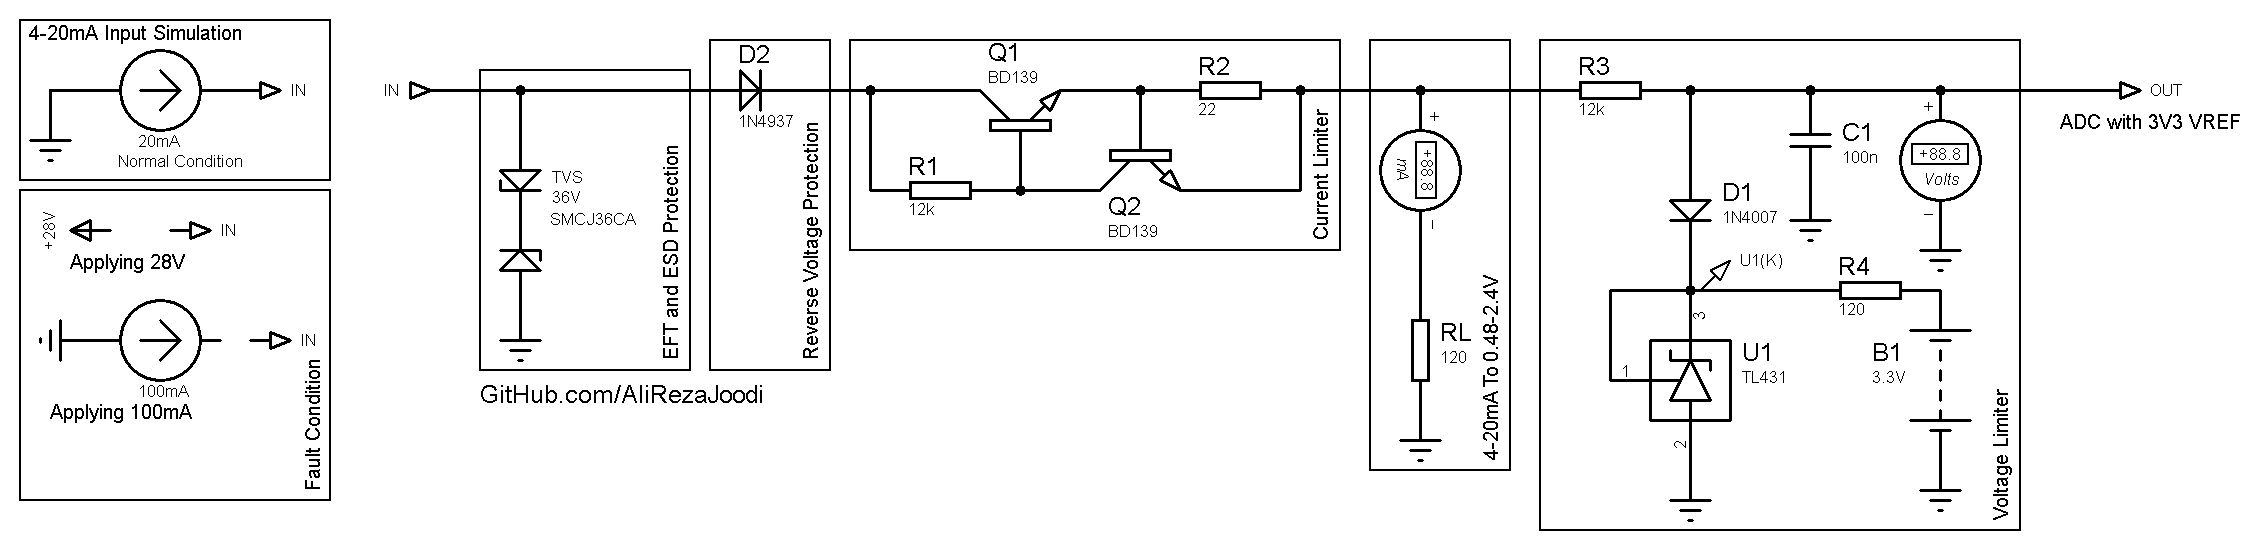 4-20mA Input Simulation
IN
20mA
Normal Condition
+28V
IN
Applying 28V
IN
100mA
Applying 100mA
Fault Condition
IN
TVS
36V
SMCJ36CA
EFT and ESD Protection
GitHub.com/AliRezaJoodi
D2
1N4937
Reverse Voltage Protection
Q1
BD139
R2
22
R1
12k
Q2
BD139
Current Limiter
+
+88.8
mA
−
RL
120
4-20mA To 0.48-2.4V
R3
12k
D1
1N4007
U1(K)
3
1
2
U1
TL431
R4
120
B1
3.3V
C1
100n
+
+88.8
Volts
−
Voltage Limiter
OUT
ADC with 3V3 VREF